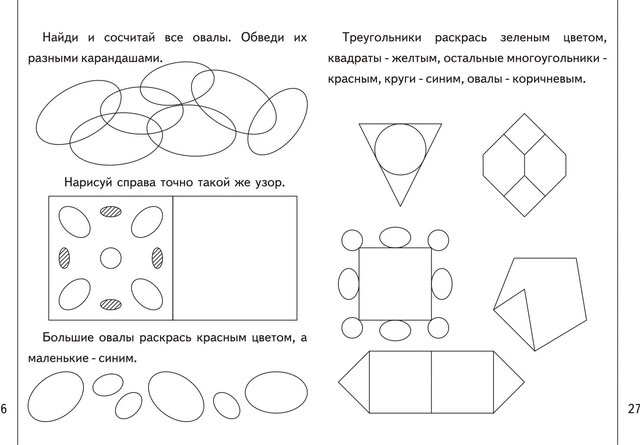 Найди и сосчитай все овалы. Обведи их
разными карандашами.
Нарисуй справа точно такой же узор.
Большие овалы раскрась красным цветом, а
маленькие - синим.
6
Треугольники раскрась зеленым цветом,
квадраты - желтым, остальные многоугольники -
красным, круги - синим, овалы - коричневым.
27